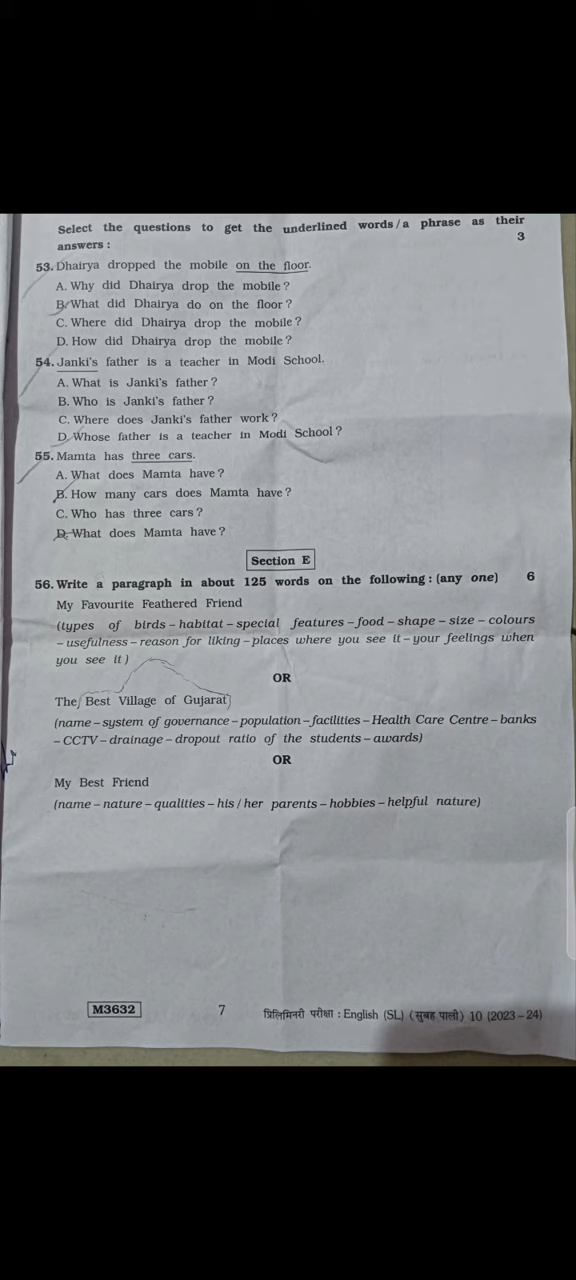 Select the questions to get the underlined words/a phrase as their
answers : 3
53. Dhairya dropped the mobile on the floor.
A. Why did Dhairya drop the mobile ?
B. What did Dhairya do on the floor ?
C. Where did Dhairya drop the mobile ?
D. How did Dhairya drop the mobile ?
54. Janki's father is a teacher in Modi School.
A. What is Janki's father ?
B. Who is Janki's father ?
C. Where does Janki's father work ?
D. Whose father is a teacher in Modi School ?
55. Mamta has three cars.
A. What does Mamta have ?
B. How many cars does Mamta have ?
C. Who has three cars ?
D. What does Mamta have ?
Section E
56. Write a paragraph in about 125 words on the following : (any one) 6
My Favourite Feathered Friend
(types of birds – habitat – special features – food – shape – size – colours
– usefulness – reason for liking – places where you see it – your feelings when
you see it)
OR
The Best Village of Gujarat
(name – system of governance – population – facilities – Health Care Centre – banks
– CCTV – drainage – dropout ratio of the students – awards)
OR
My Best Friend
(name – nature – qualities – his / her parents – hobbies – helpful nature)
M3632 7 प्रिलिमिनरी परीक्षा : English (SL) (सुबह पाली) 10 (2023 – 24)